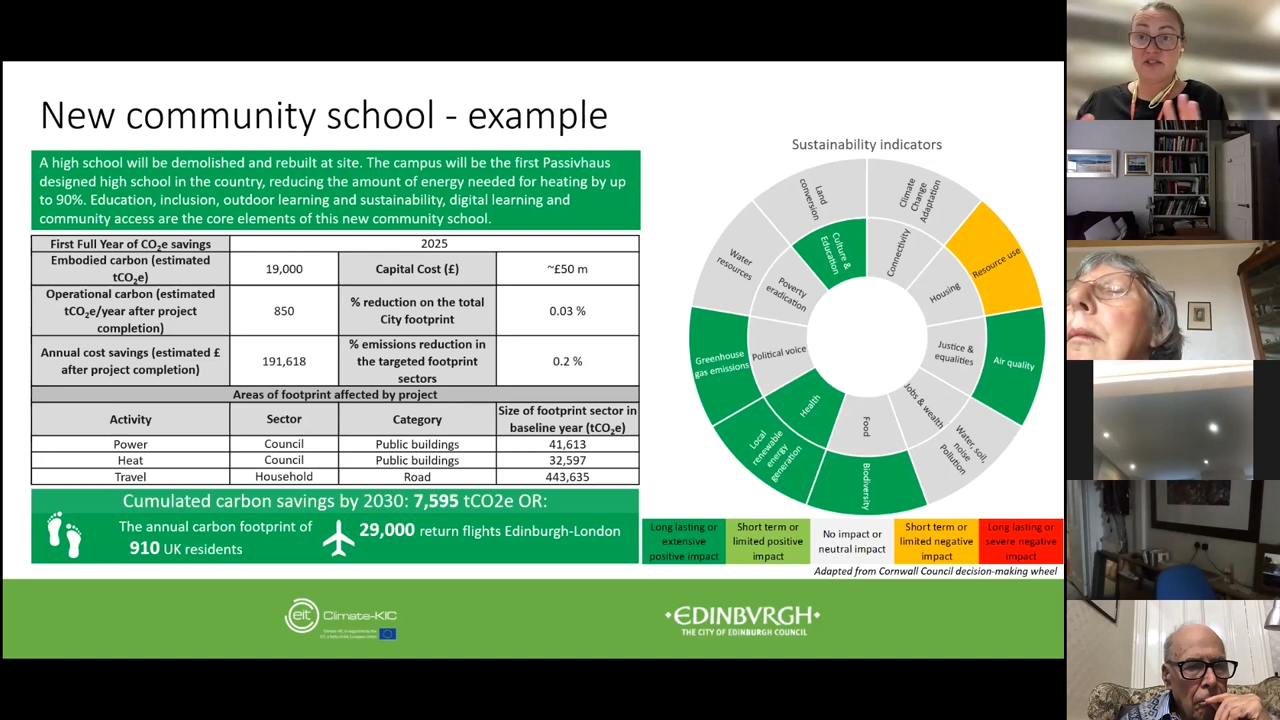 New community school - example
A high school will be demolished and rebuilt at site. The campus will be the first Passivhaus
designed high school in the country, reducing the amount of energy needed for heating by up
to 90%. Education, inclusion, outdoor learning and sustainability, digital learning and
community access are the core elements of this new community school.
First Full Year of CO₂e savings 2025
Embodied carbon (estimated
tCO₂e)
19,000
Capital Cost (£)
~£50 m
Operational carbon (estimated
tCO₂e/year after project
completion)
850
% reduction on the total
City footprint
0.03 %
Annual cost savings (estimated £
after project completion)
191,618
% emissions reduction in
the targeted footprint
sectors
0.2 %
Areas of footprint affected by project
Activity
Sector
Category
Size of footprint sector in
baseline year (tCO₂e)
Power Council Public buildings 41,613
Heat Council Public buildings 32,597
Travel Household Road 443,635
Cumulated carbon savings by 2030: 7,595 tCO2e OR:
The annual carbon footprint of
910 UK residents
29,000 return flights Edinburgh-London
Sustainability indicators
Land
conversion
Climate
Change
Adaptation
Resource use
Air quality
Water, soil,
noise
Pollution
Biodiversity
Local
renewable
energy
generation
Greenhouse
gas emissions
Water
resources
Culture &
Education
Connectivity
Housing
Justice &
equalities
Jobs & wealth
Food
Health
Political voice
Poverty
eradication
Long lasting or
extensive
positive impact
Short term or
limited positive
impact
No impact or
neutral impact
Short term or
limited negative
impact
Long lasting or
severe negative
impact
Adapted from Cornwall Council decision-making wheel
eit Climate-KIC
•EDINBVRGH•
THE CITY OF EDINBURGH COUNCIL